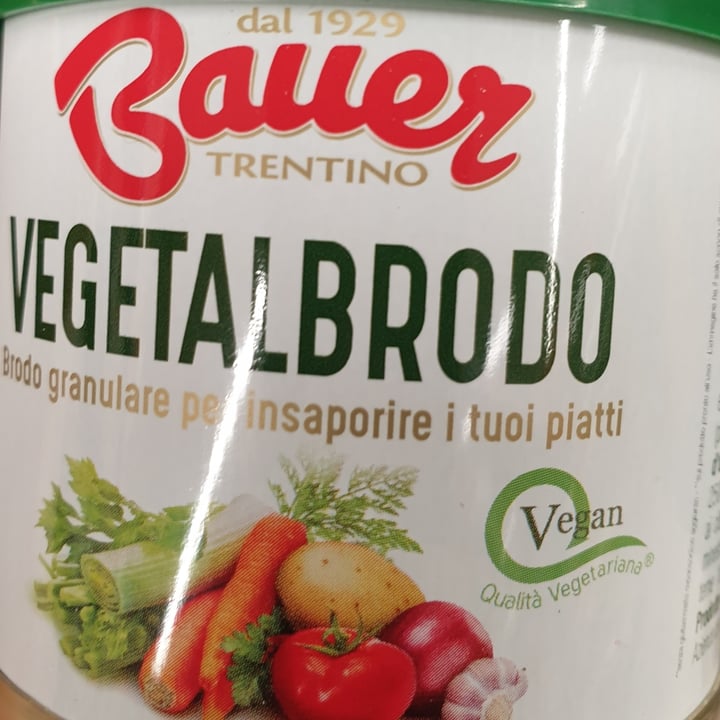 dal 1929
Bauer
TRENTINO
VEGETALBRODO
Brodo granulare per insaporire i tuoi piatti
Vegan
Qualità Vegetariana®